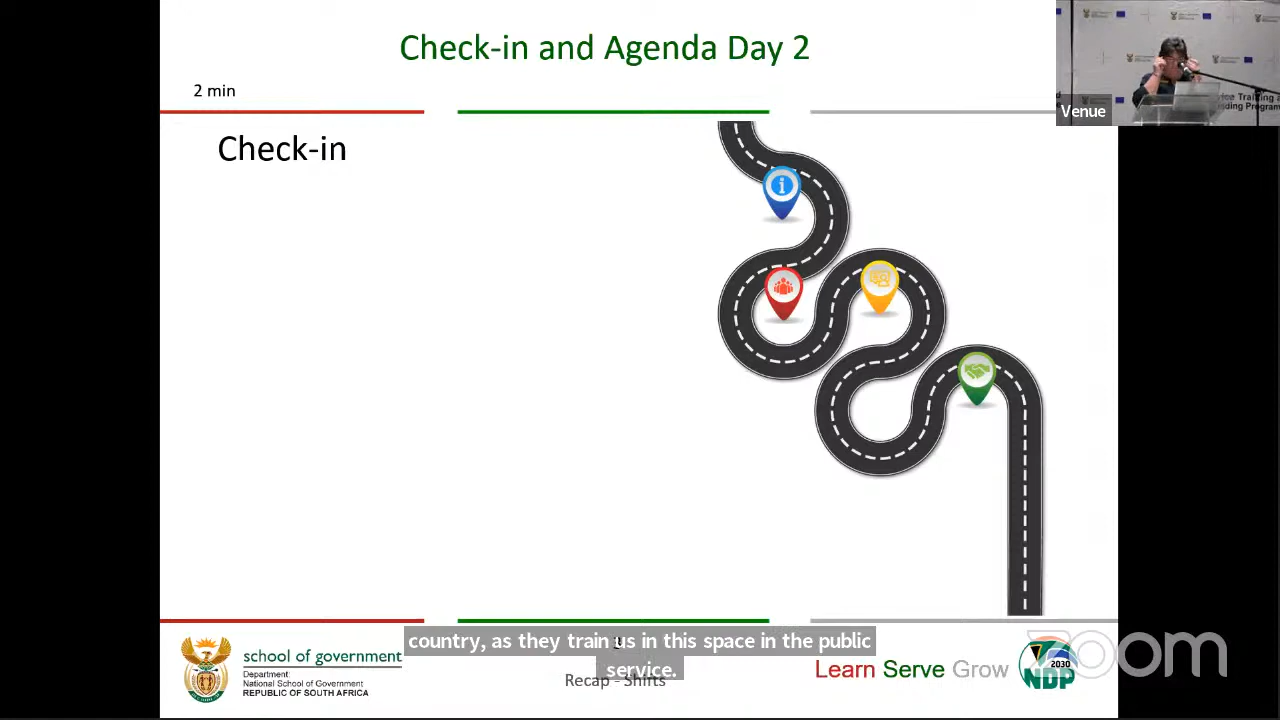 Check-in and Agenda Day 2
2 min
Venue
Check-in
country, as they train us in this space in the public
service.
school of government
Department:
National School of Government
REPUBLIC OF SOUTH AFRICA
Recap - Shifts
Learn Serve Grow
2030
NDP
zoom